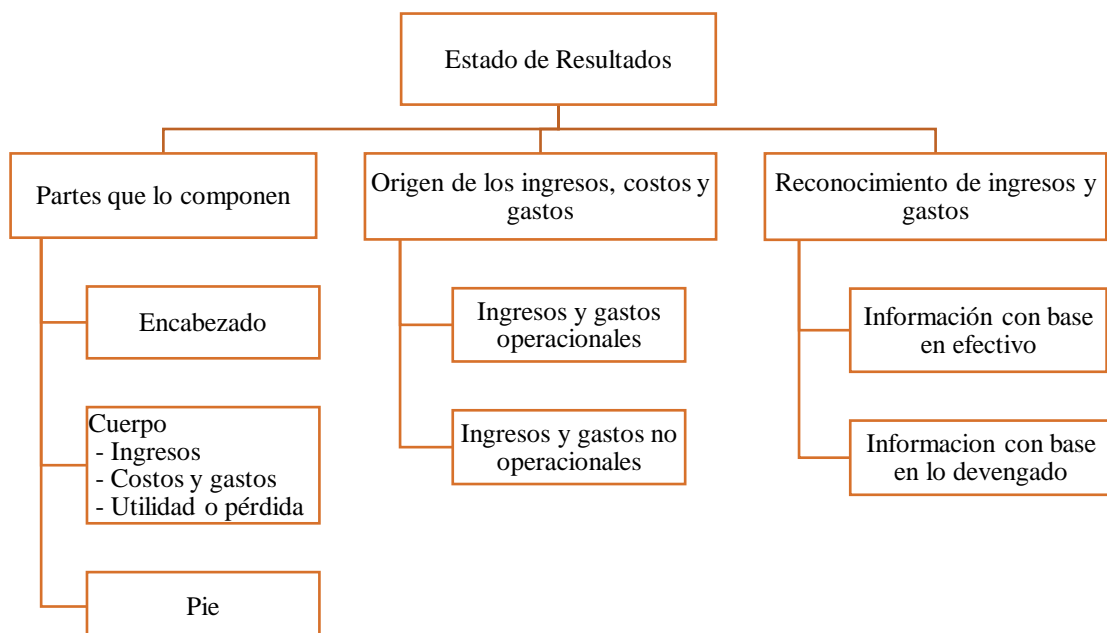 Estado de Resultados
Partes que lo componen
Encabezado
Cuerpo
- Ingresos
- Costos y gastos
- Utilidad o pérdida
Pie
Origen de los ingresos, costos y
gastos
Ingresos y gastos
operacionales
Ingresos y gastos no
operacionales
Reconocimiento de ingresos y
gastos
Información con base
en efectivo
Informacion con base
en lo devengado